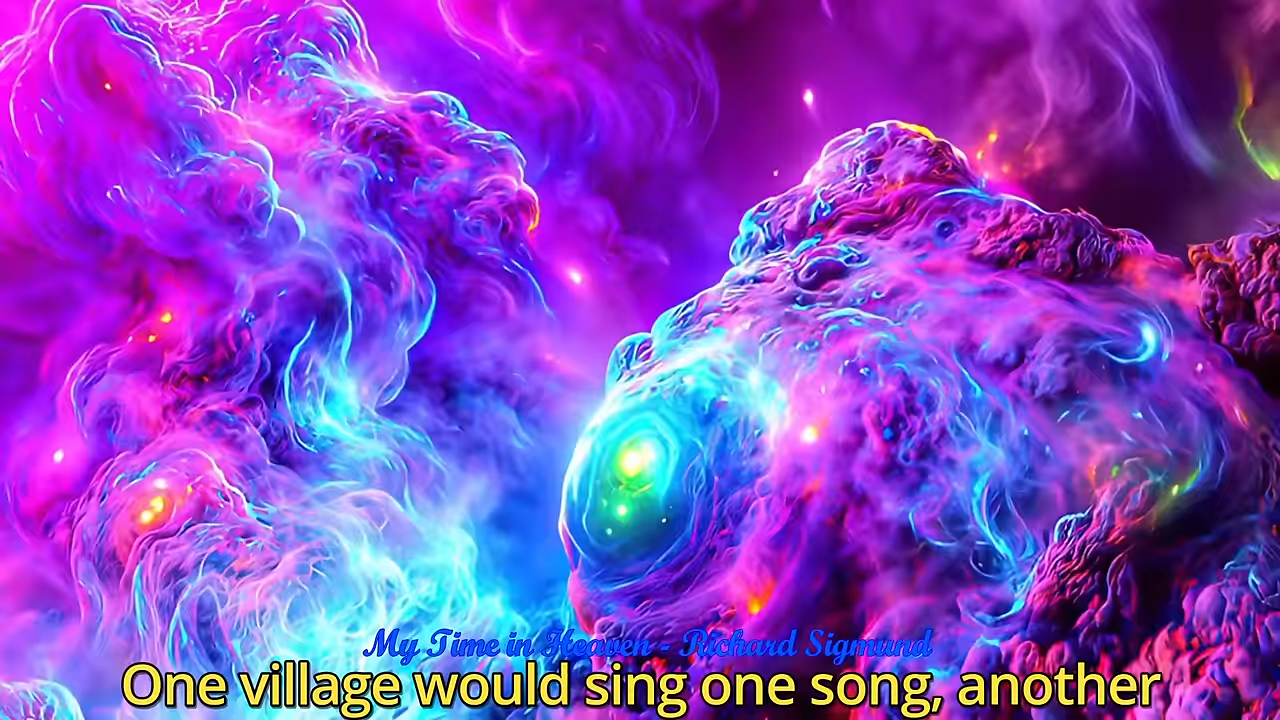 My Time in Heaven - Richard Sigmund
One village would sing one song, another